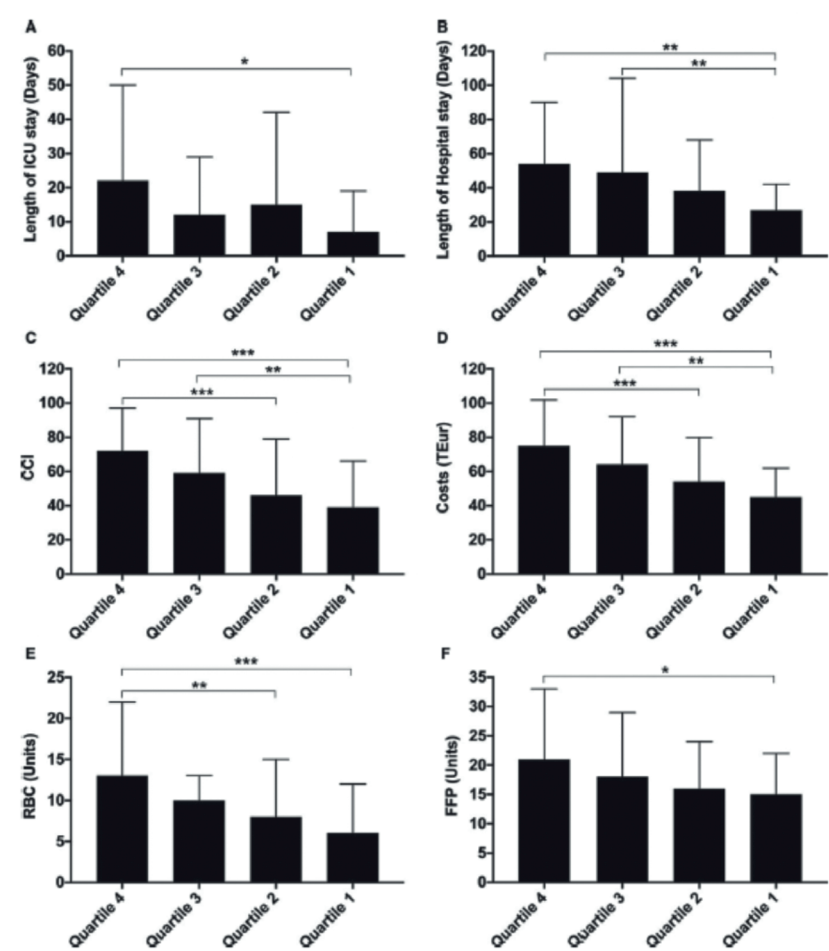 A
Length of ICU stay (Days)
60
50
40
30
20
10
0
*
Quartile 4
Quartile 3
Quartile 2
Quartile 1
B
Length of Hospital stay (Days)
120
100
80
60
40
20
0
**
**
Quartile 4
Quartile 3
Quartile 2
Quartile 1
C
CCI
120
100
80
60
40
20
0
***
**
***
Quartile 4
Quartile 3
Quartile 2
Quartile 1
D
Costs (TEur)
120
100
80
60
40
20
0
***
**
***
Quartile 4
Quartile 3
Quartile 2
Quartile 1
E
RBC (Units)
25
20
15
10
5
0
***
**
Quartile 4
Quartile 3
Quartile 2
Quartile 1
F
FFP (Units)
35
30
25
20
15
10
5
0
*
Quartile 4
Quartile 3
Quartile 2
Quartile 1